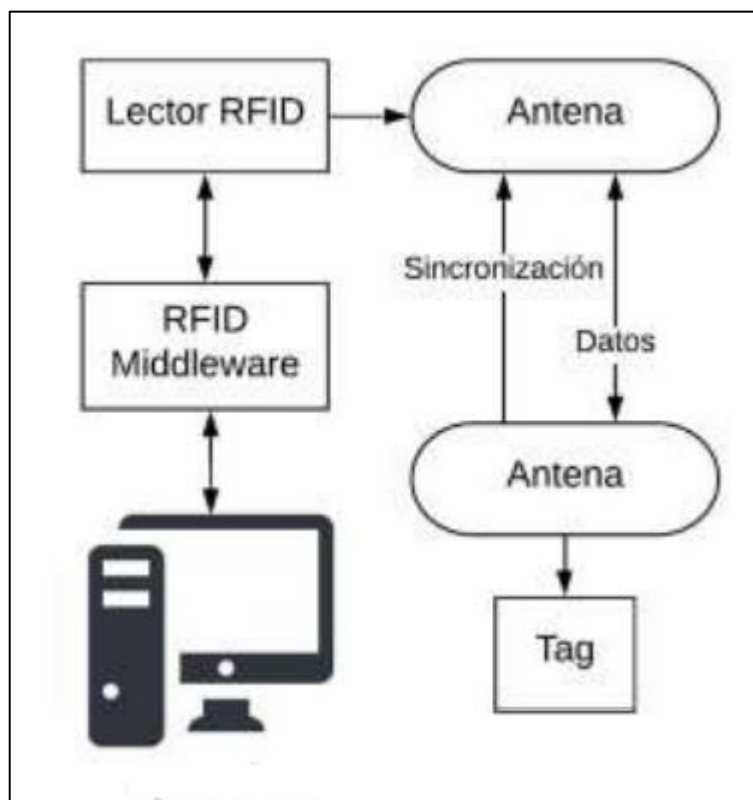 Lector RFID
Antena
Sincronización
RFID
Middleware
Datos
Antena
Tag